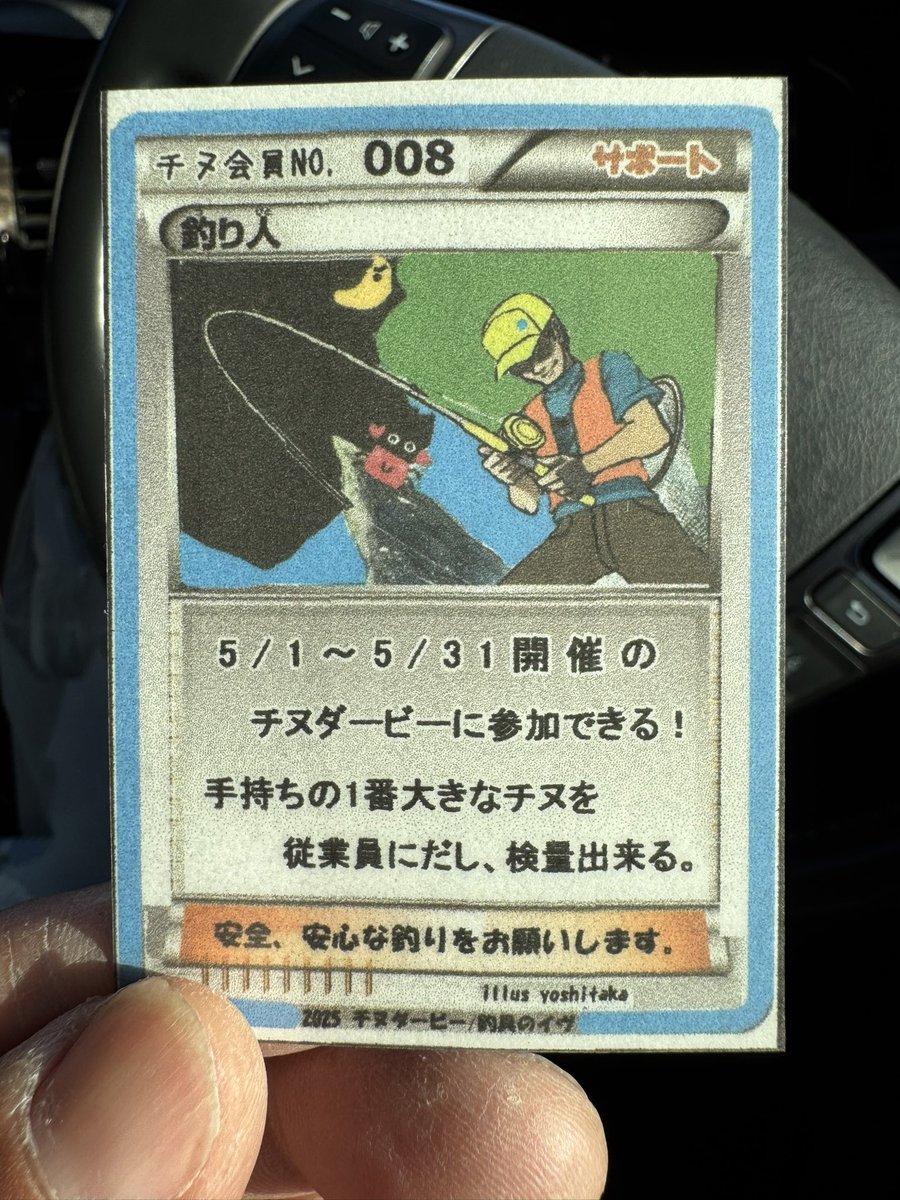 チヌ会員NO. 008
サポート
釣り人
5/1～5/31開催の
チヌダービーに参加できる！
手持ちの1番大きなチヌを
従業員にだし、検量出来る。
安全、安心な釣りをお願いします。
illus yoshitaka
2025 チヌダービー/釣具のイヴ